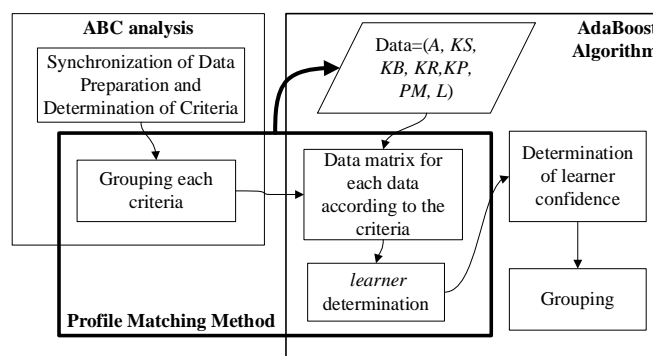 ABC analysis
Synchronization of Data
Preparation and
Determination of Criteria
Grouping each
criteria
Profile Matching Method
AdaBoost
Algorithm
Data=(A, KS,
KB, KR,KP,
PM, L)
Data matrix for
each data
according to the
criteria
learner
determination
Determination
of learner
confidence
Grouping